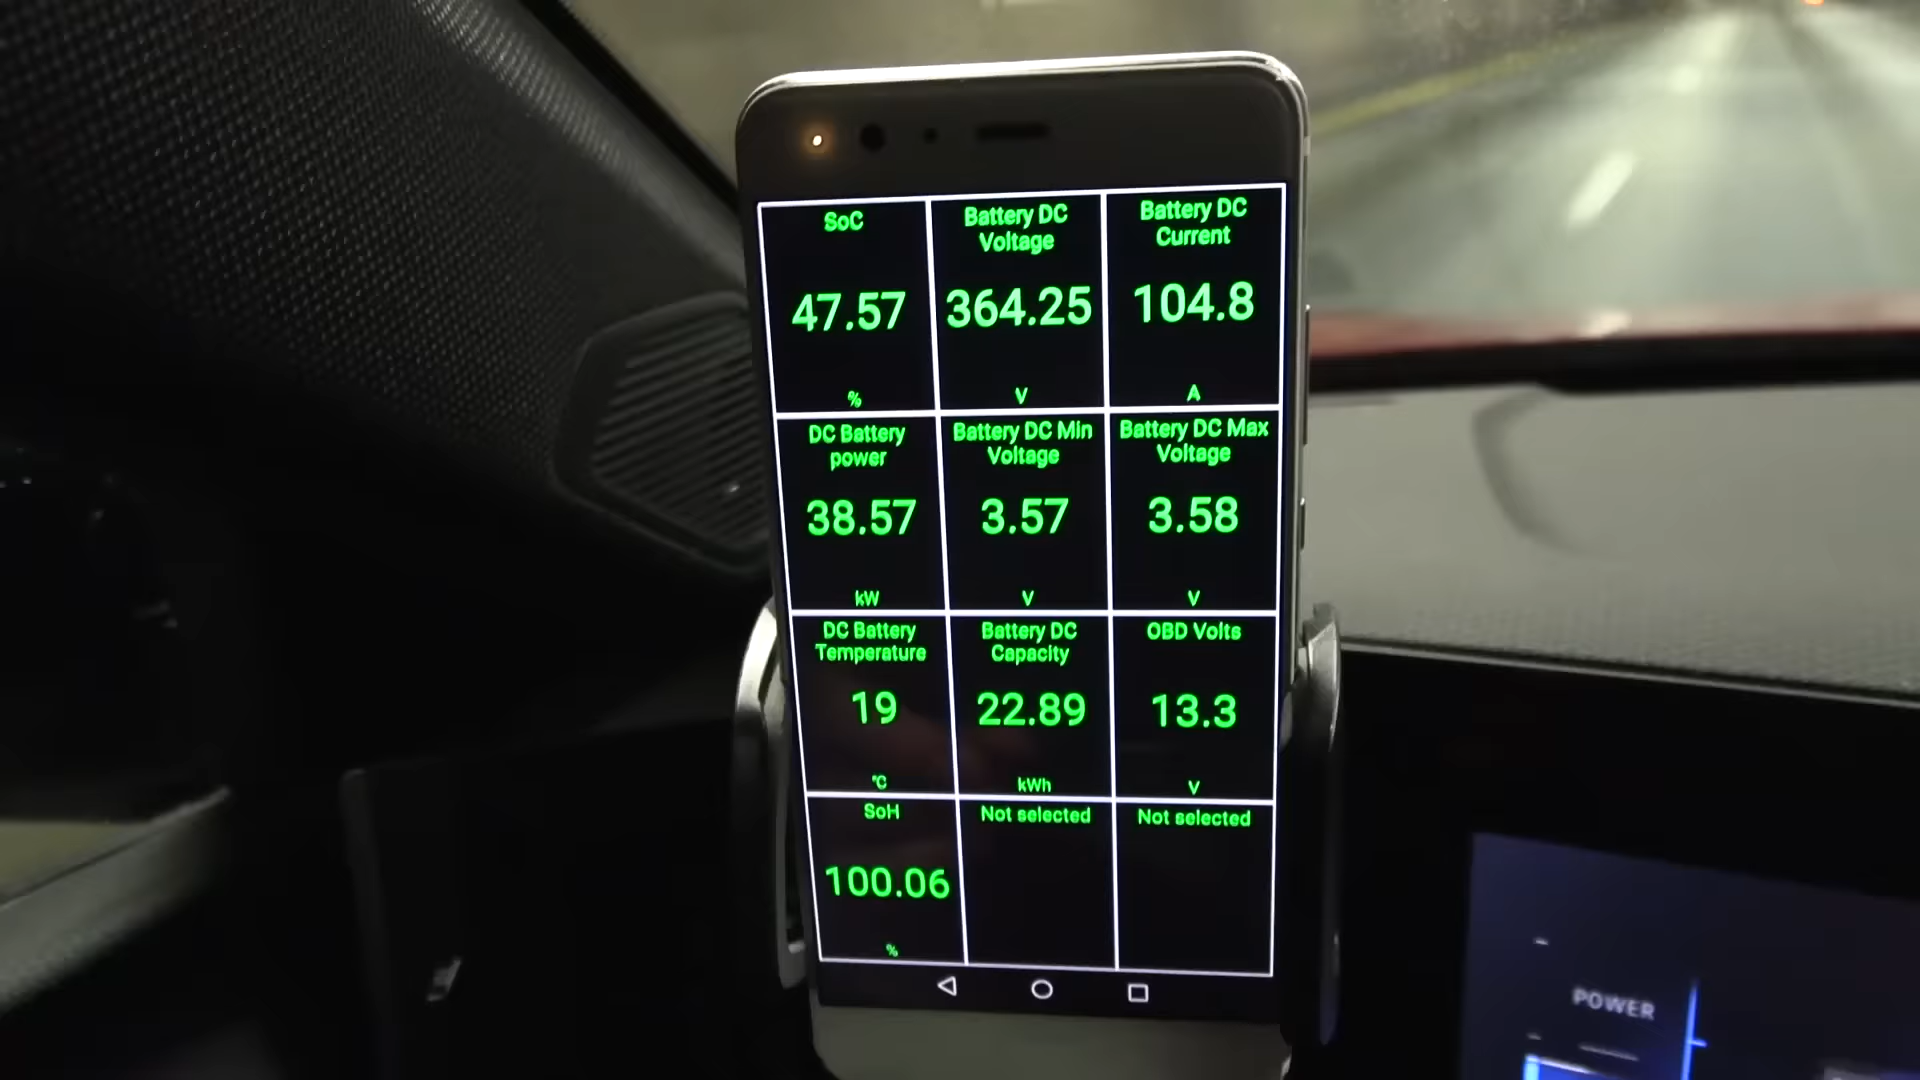 SoC
47.57
%
Battery DC
Voltage
364.25
V
Battery DC
Current
104.8
A
DC Battery
power
38.57
kW
Battery DC Min
Voltage
3.57
V
Battery DC Max
Voltage
3.58
V
DC Battery
Temperature
19
°C
Battery DC
Capacity
22.89
kWh
OBD Volts
13.3
V
SoH
100.06
%
Not selected
Not selected
POWER